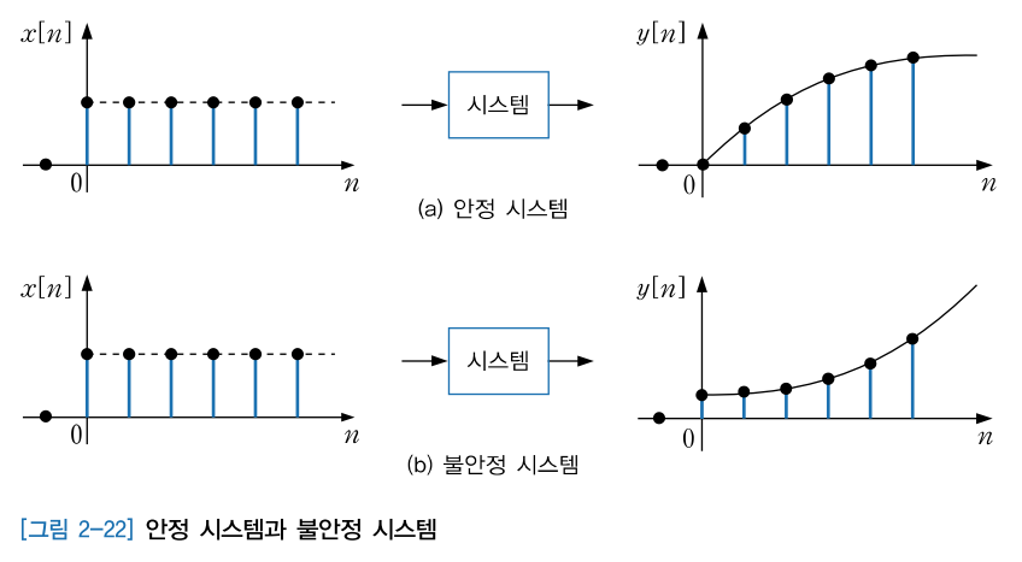 x[n]
0
n
시스템
y[n]
0
n
(a) 안정 시스템
x[n]
0
n
시스템
y[n]
0
n
(b) 불안정 시스템
[그림 2-22] 안정 시스템과 불안정 시스템